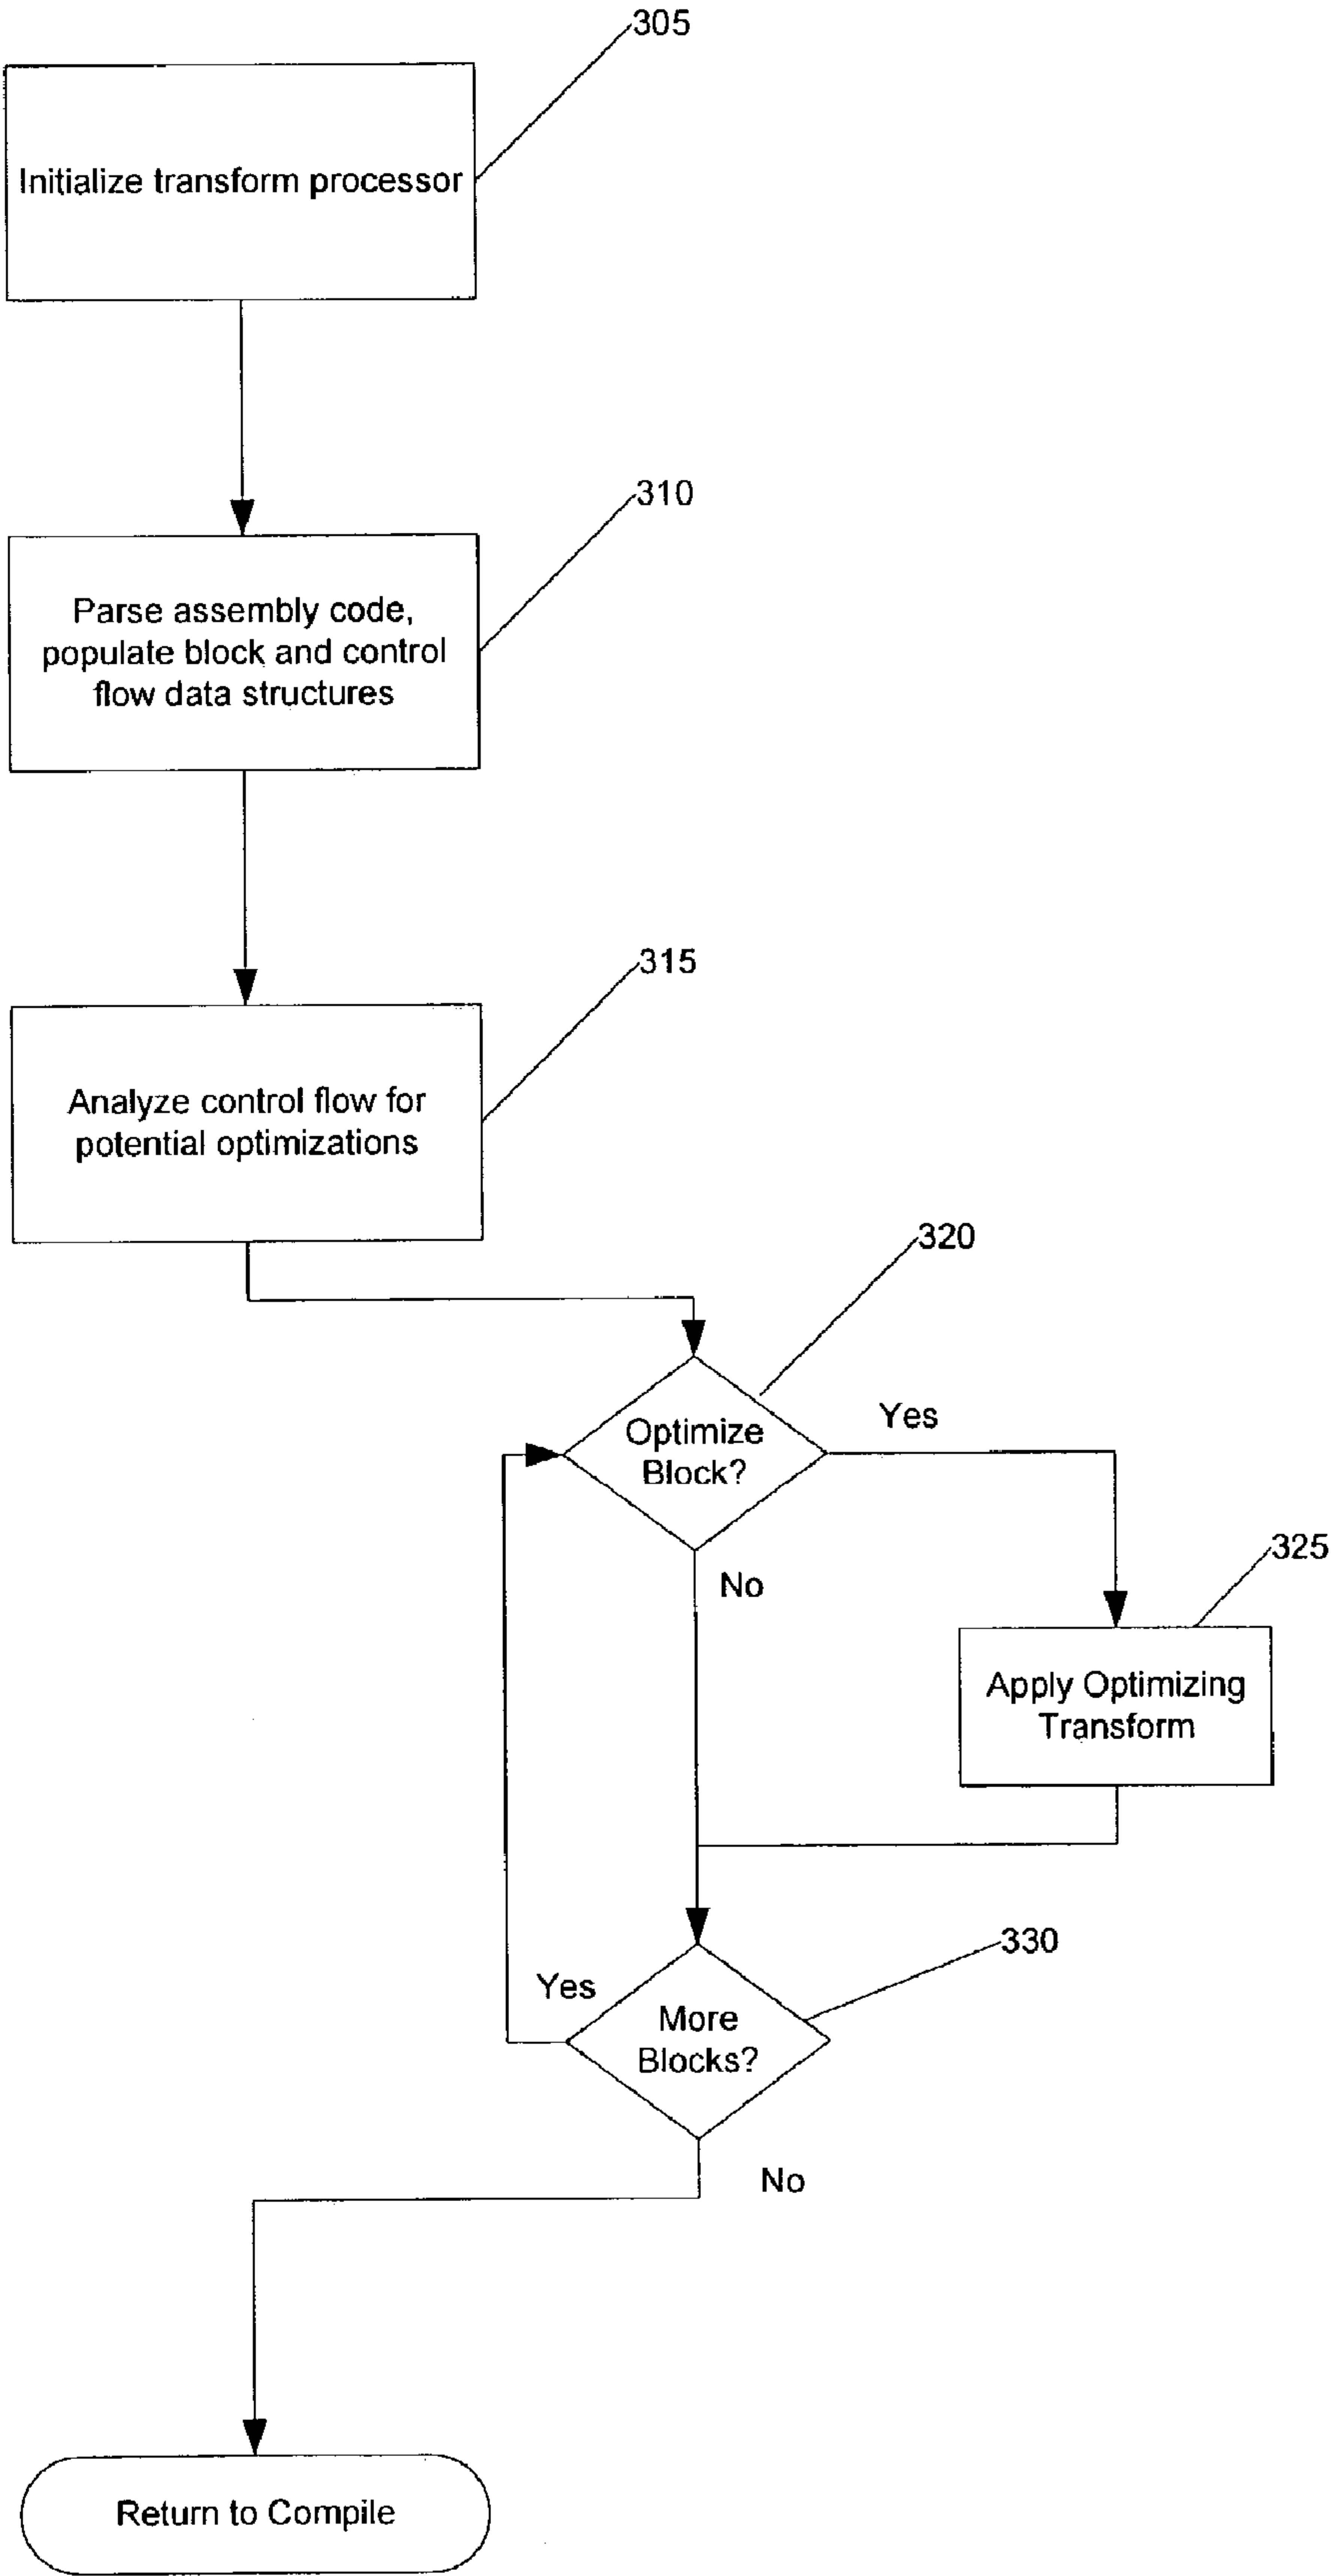 305
Initialize transform processor
310
Parse assembly code,
populate block and control
flow data structures
315
Analyze control flow for
potential optimizations
320
Optimize
Block?
Yes
No
325
Apply Optimizing
Transform
330
Yes
More
Blocks?
No
Return to Compile